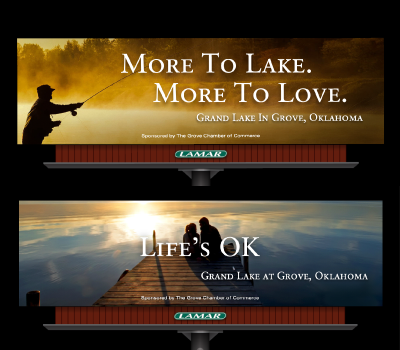 More To Lake.
More To Love.
Grand Lake In Grove, Oklahoma
Sponsored by The Grove Chamber of Commerce
LAMAR
Life's OK
Grand Lake at Grove, Oklahoma
Sponsored by The Grove Chamber of Commerce
LAMAR